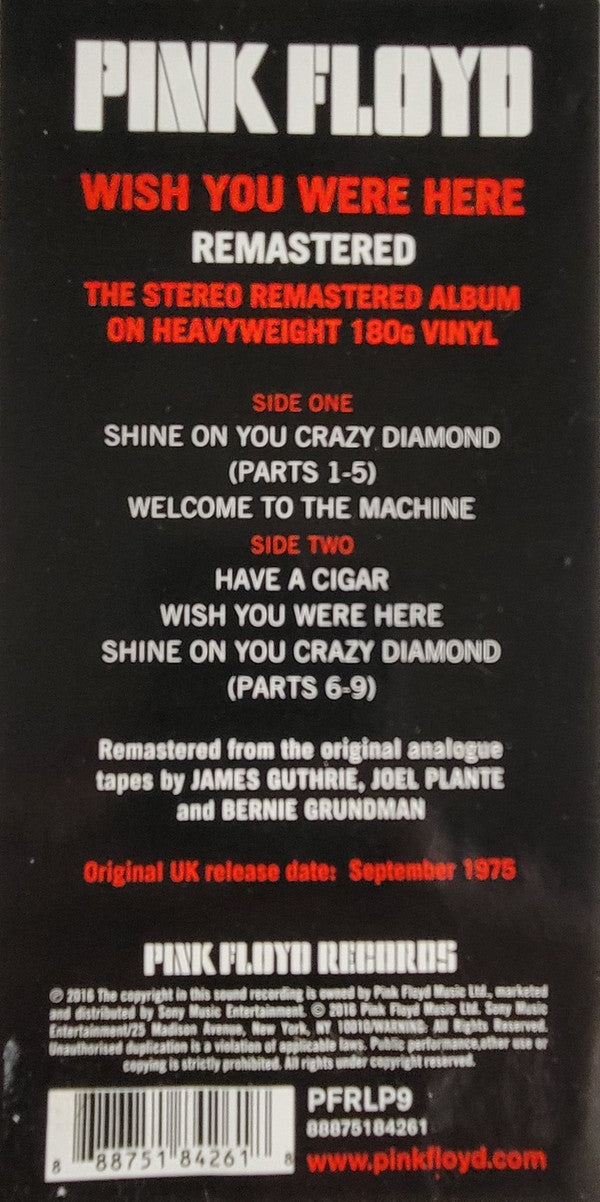 PINK FLOYD
WISH YOU WERE HERE
REMASTERED
THE STEREO REMASTERED ALBUM
ON HEAVYWEIGHT 180G VINYL
SIDE ONE
SHINE ON YOU CRAZY DIAMOND
(PARTS 1-5)
WELCOME TO THE MACHINE
SIDE TWO
HAVE A CIGAR
WISH YOU WERE HERE
SHINE ON YOU CRAZY DIAMOND
(PARTS 6-9)
Remastered from the original analogue
tapes by JAMES GUTHRIE, JOEL PLANTE
and BERNIE GRUNDMAN
Original UK release date: September 1975
PINK FLOYD RECORDS
℗ 2016 The copyright in this sound recording is owned by Pink Floyd Music Ltd., marketed
and distributed by Sony Music Entertainment. © 2016 Pink Floyd Music Ltd. Sony Music
Entertainment/25 Madison Avenue, New York, NY 10010/WARNING: All Rights Reserved.
Unauthorised duplication is a violation of applicable laws. Public performance,other use or
copying is strictly prohibited. All rights under copyright reserved.
PFRLP9
88875184261
8 88751 84261 8
www.pinkfloyd.com